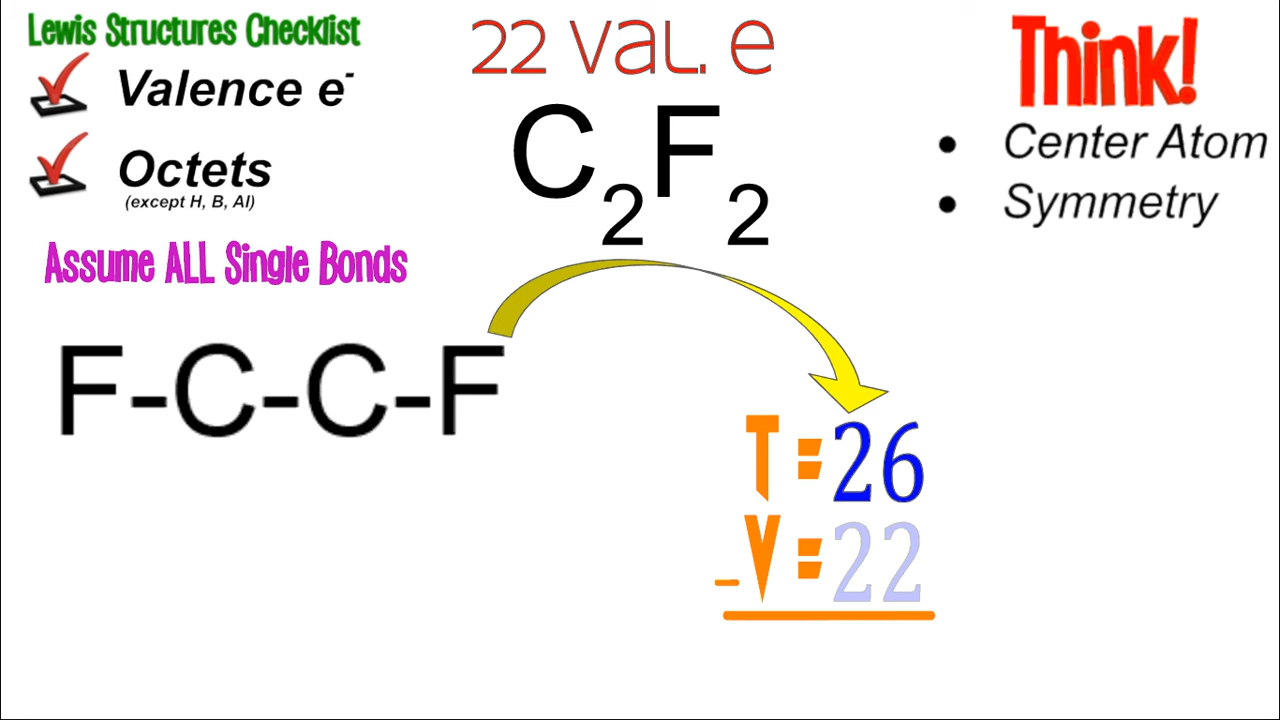 Lewis Structures Checklist
Valence e⁻
Octets
(except H, B, Al)
Assume ALL Single Bonds
22 Val. e
C₂F₂
Think!
• Center Atom
• Symmetry
F-C-C-F
T=26
-V=22